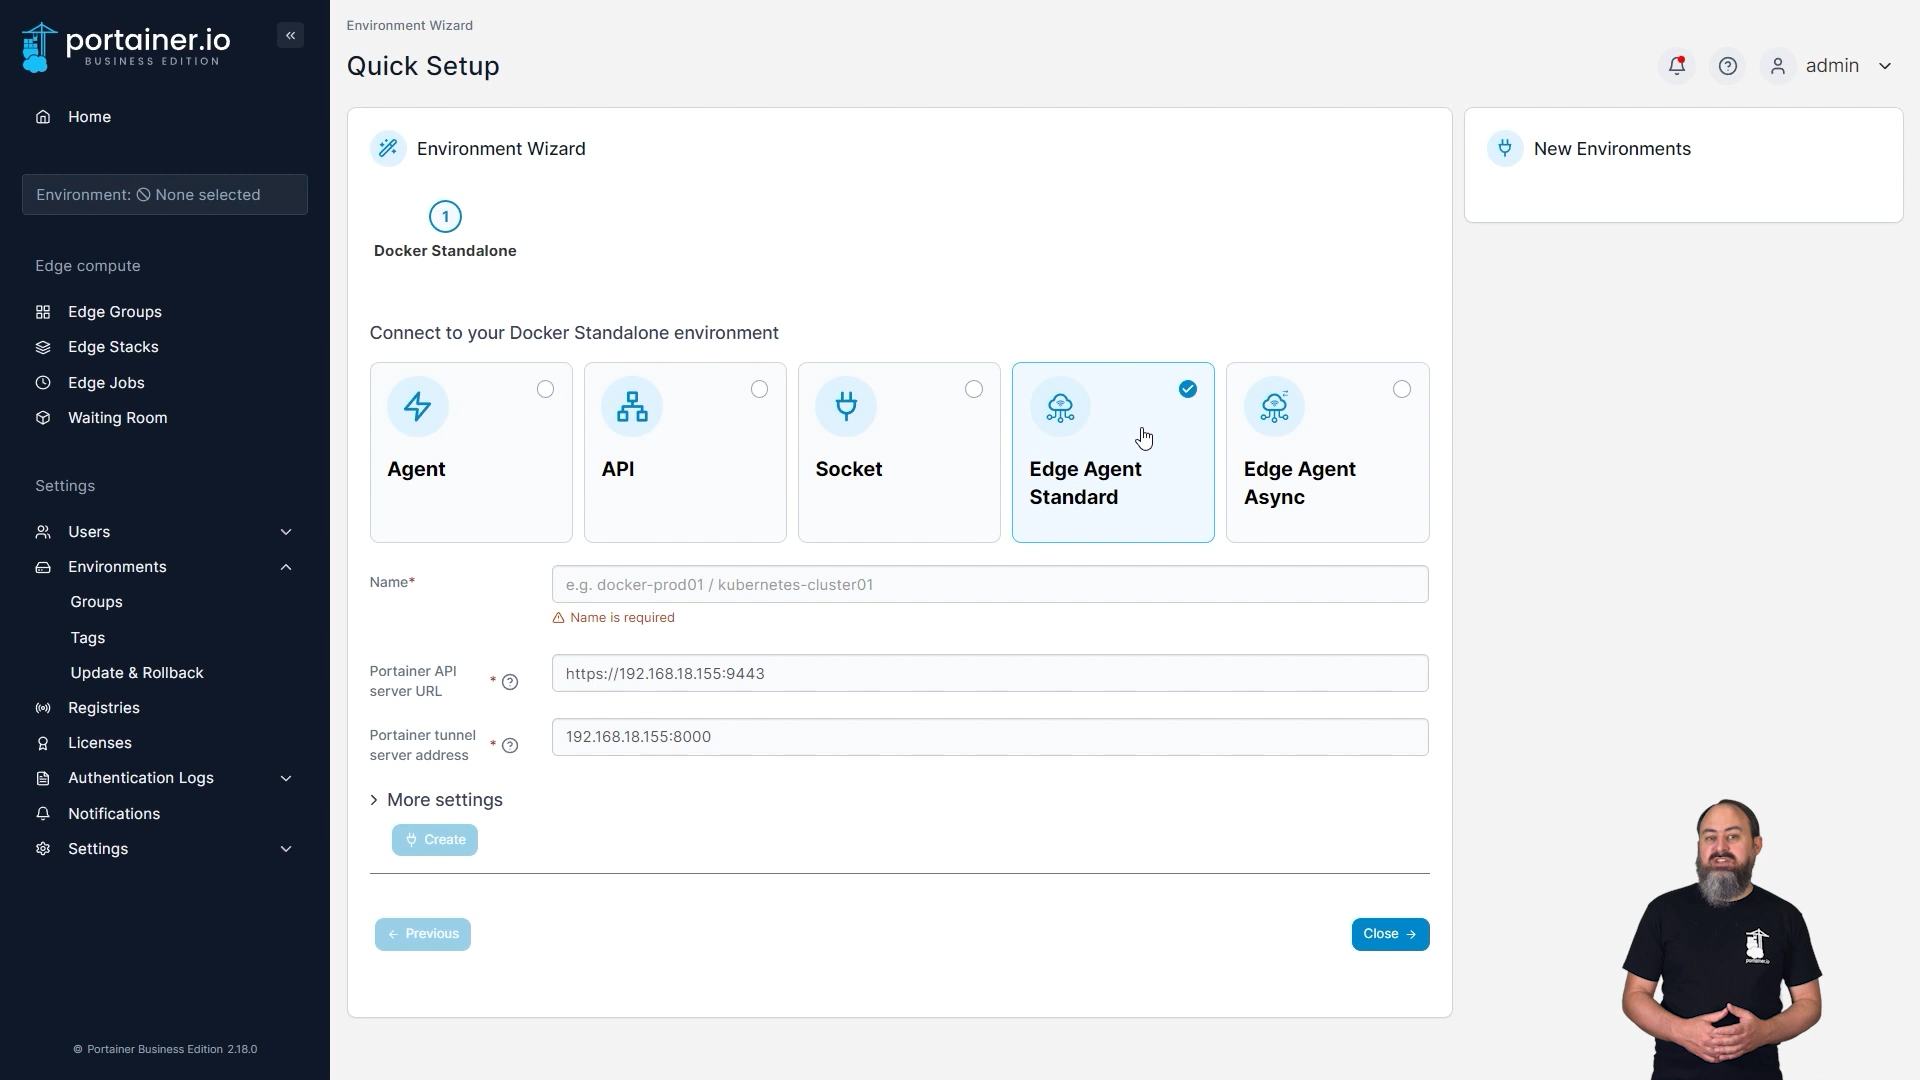 portainer.io
BUSINESS EDITION
Home
Environment: None selected
Edge compute
Edge Groups
Edge Stacks
Edge Jobs
Waiting Room
Settings
Users
Environments
Groups
Tags
Update & Rollback
Registries
Licenses
Authentication Logs
Notifications
Settings
© Portainer Business Edition 2.18.0
Environment Wizard
Quick Setup
admin
Environment Wizard
1
Docker Standalone
Connect to your Docker Standalone environment
Agent
API
Socket
Edge Agent
Standard
Edge Agent
Async
Name*
e.g. docker-prod01 / kubernetes-cluster01
Name is required
Portainer API
server URL *
https://192.168.18.155:9443
Portainer tunnel
server address *
192.168.18.155:8000
More settings
Create
Previous
Close
New Environments
portainer.io